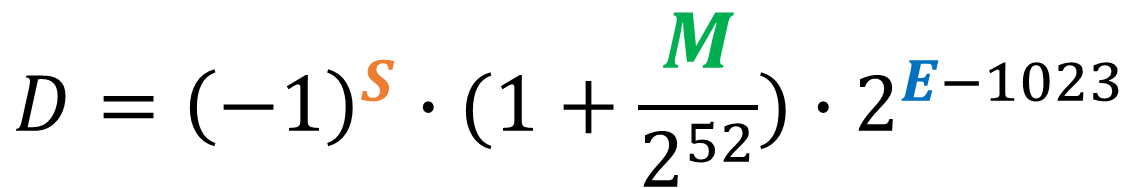 D = (−1)^S · (1 + M/2^52) · 2^(E−1023)